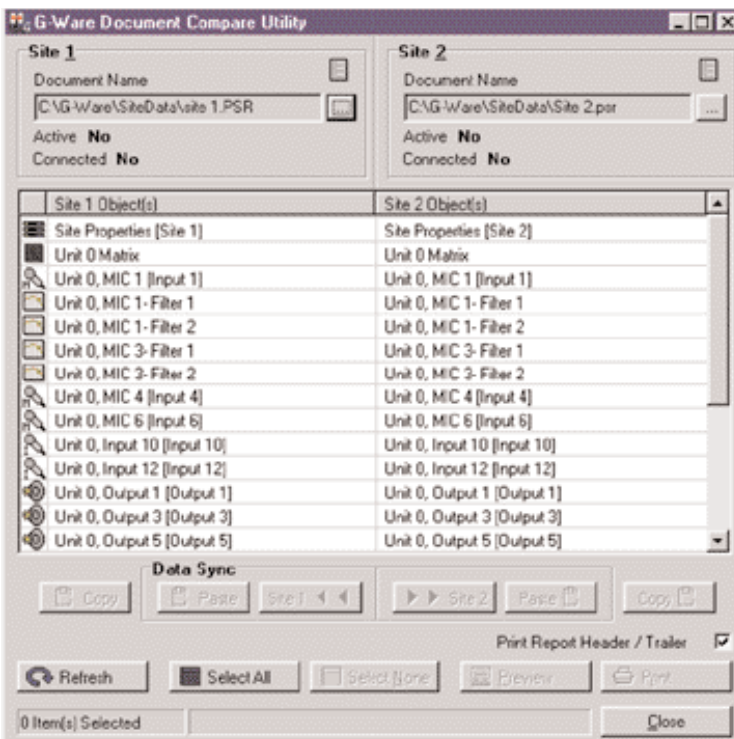 G-Ware Document Compare Utility
Site 1
Document Name
C:\G-Ware\SiteData\site 1.PSR
...
Active No
Connected No
Site 2
Document Name
C:\G-Ware\SiteData\Site 2.psr
...
Active No
Connected No
Site 1 Object(s) Site 2 Object(s)
Site Properties [Site 1] Site Properties [Site 2]
Unit 0 Matrix Unit 0 Matrix
Unit 0, MIC 1 [Input 1] Unit 0, MIC 1 [Input 1]
Unit 0, MIC 1- Filter 1 Unit 0, MIC 1- Filter 1
Unit 0, MIC 1- Filter 2 Unit 0, MIC 1- Filter 2
Unit 0, MIC 3- Filter 1 Unit 0, MIC 3- Filter 1
Unit 0, MIC 3- Filter 2 Unit 0, MIC 3- Filter 2
Unit 0, MIC 4 [Input 4] Unit 0, MIC 4 [Input 4]
Unit 0, MIC 6 [Input 6] Unit 0, MIC 6 [Input 6]
Unit 0, Input 10 [Input 10] Unit 0, Input 10 [Input 10]
Unit 0, Input 12 [Input 12] Unit 0, Input 12 [Input 12]
Unit 0, Output 1 [Output 1] Unit 0, Output 1 [Output 1]
Unit 0, Output 3 [Output 3] Unit 0, Output 3 [Output 3]
Unit 0, Output 5 [Output 5] Unit 0, Output 5 [Output 5]
Data Sync
Copy Paste Site 1 Site 2 Paste Copy
Print Report Header / Trailer
Refresh Select All Select None Preview Print
0 Item(s) Selected Close